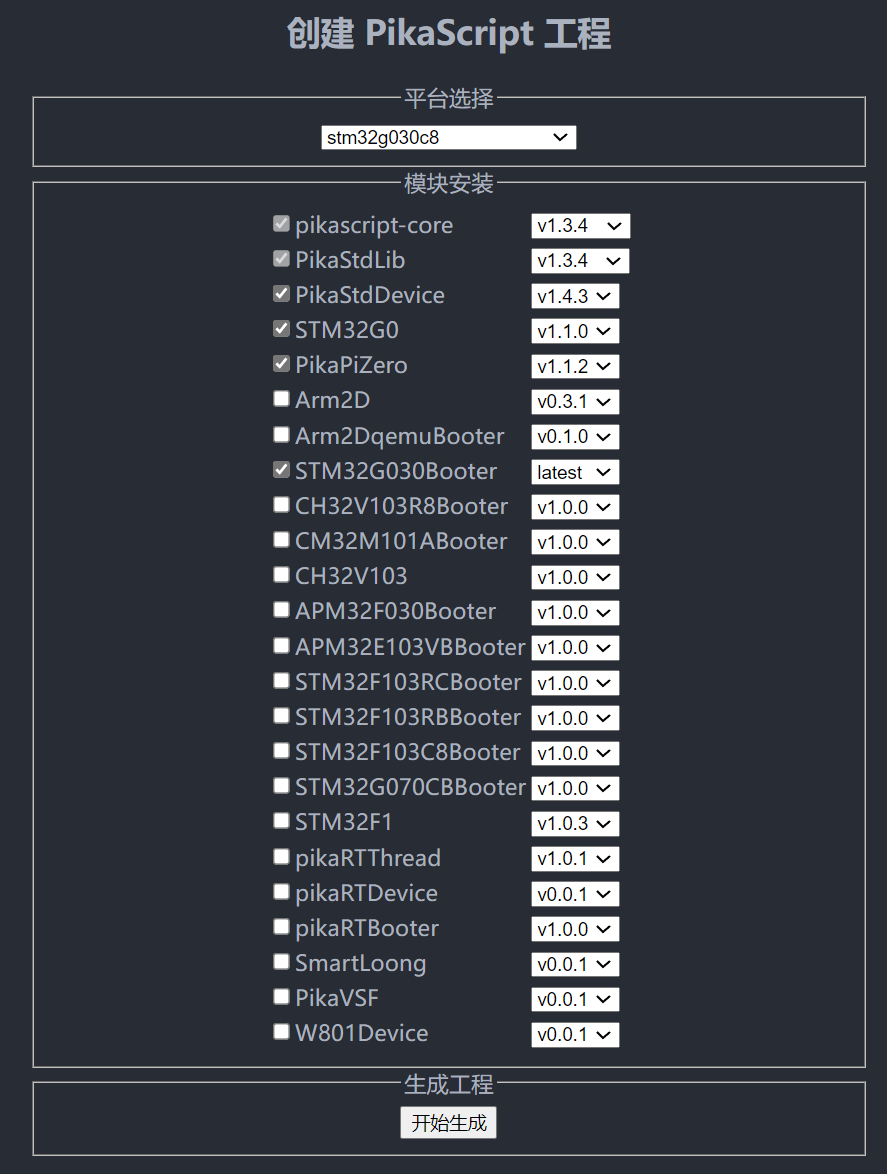 创建 PikaScript 工程
平台选择
stm32g030c8
模块安装
pikascript-core v1.3.4
PikaStdLib v1.3.4
PikaStdDevice v1.4.3
STM32G0 v1.1.0
PikaPiZero v1.1.2
Arm2D v0.3.1
Arm2DqemuBooter v0.1.0
STM32G030Booter latest
CH32V103R8Booter v1.0.0
CM32M101ABooter v1.0.0
CH32V103 v1.0.0
APM32F030Booter v1.0.0
APM32E103VBBooter v1.0.0
STM32F103RCBooter v1.0.0
STM32F103RBBooter v1.0.0
STM32F103C8Booter v1.0.0
STM32G070CBBooter v1.0.0
STM32F1 v1.0.3
pikaRTThread v1.0.1
pikaRTDevice v0.0.1
pikaRTBooter v1.0.0
SmartLoong v0.0.1
PikaVSF v0.0.1
W801Device v0.0.1
生成工程
开始生成